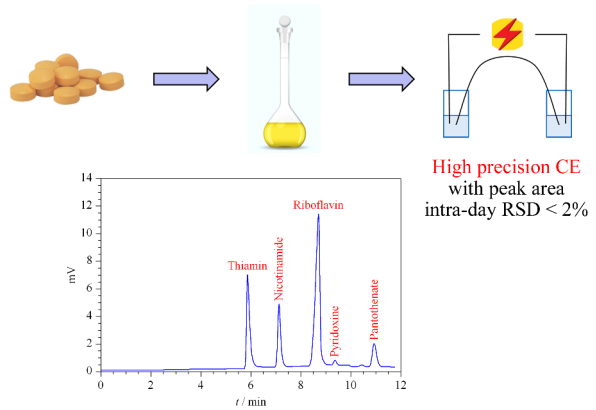 High precision CE
with peak area
intra-day RSD < 2%
14
12
10
8
6
4
2
0
mV
Thiamin
Nicotinamide
Riboflavin
Pyridoxine
Pantothenate
0
2
4
6
8
10
12
t / min